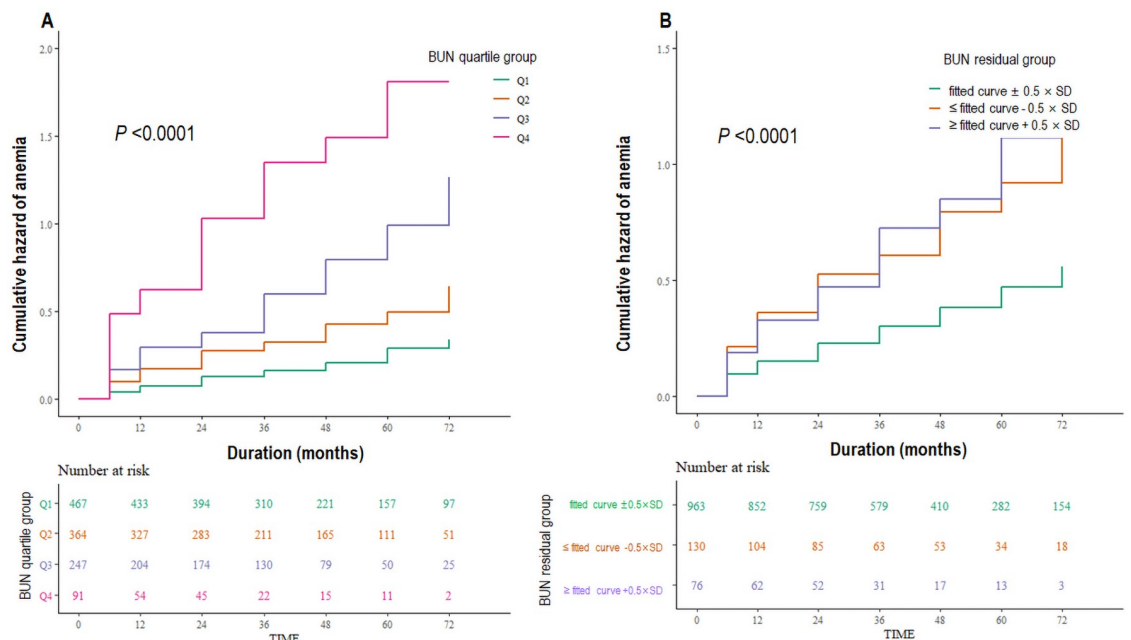 A
BUN quartile group
Q1
Q2
Q3
Q4
P <0.0001
Cumulative hazard of anemia
2.0
1.5
1.0
0.5
0.0
0 12 24 36 48 60 72
Duration (months)
Number at risk
BUN quartile group
Q1 467 433 394 310 221 157 97
Q2 364 327 283 211 165 111 51
Q3 247 204 174 130 79 50 25
Q4 91 54 45 22 15 11 2
0 12 24 36 48 60 72
TIME
B
BUN residual group
fitted curve ± 0.5 × SD
≤ fitted curve - 0.5 × SD
≥ fitted curve + 0.5 × SD
P <0.0001
Cumulative hazard of anemia
1.5
1.0
0.5
0.0
0 12 24 36 48 60 72
Duration (months)
Number at risk
BUN residual group
fitted curve ±0.5×SD 963 852 759 579 410 282 154
≤ fitted curve -0.5×SD 130 104 85 63 53 34 18
≥ fitted curve +0.5×SD 76 62 52 31 17 13 3
0 12 24 36 48 60 72
TIME